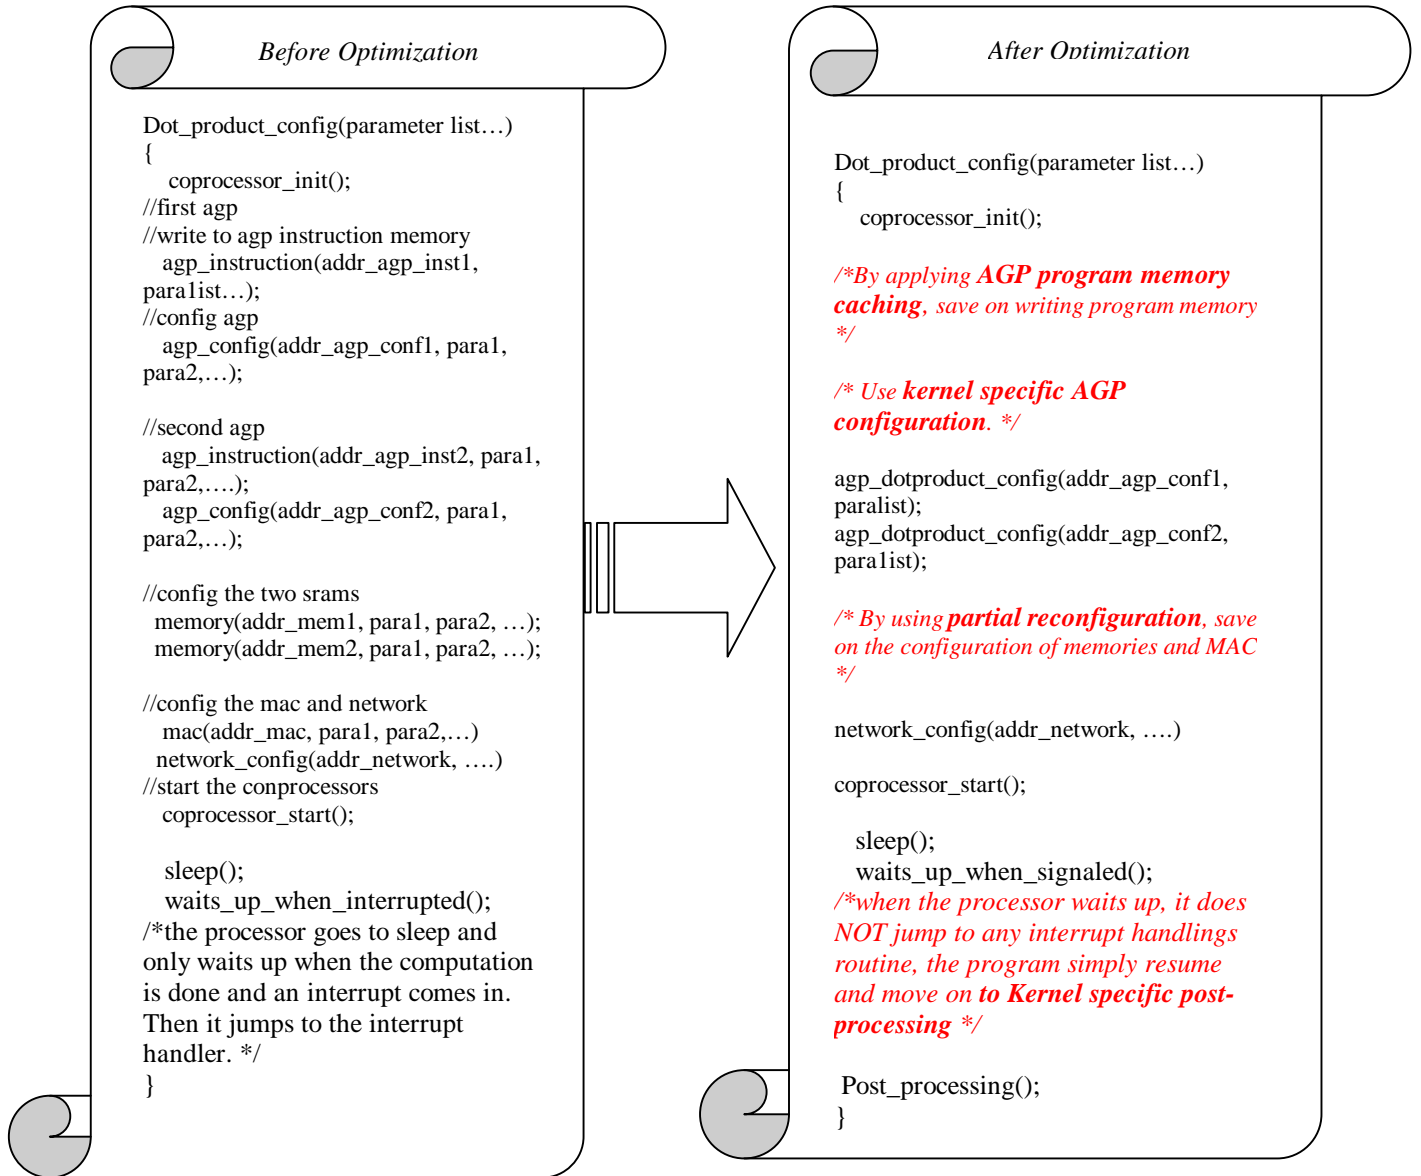 Before Optimization
Dot_product_config(parameter list…)
{
coprocessor_init();
//first agp
//write to agp instruction memory
agp_instruction(addr_agp_inst1,
para1ist…);
//config agp
agp_config(addr_agp_conf1, para1,
para2,…);
//second agp
agp_instruction(addr_agp_inst2, para1,
para2,….);
agp_config(addr_agp_conf2, para1,
para2,…);
//config the two srams
memory(addr_mem1, para1, para2, …);
memory(addr_mem2, para1, para2, …);
//config the mac and network
mac(addr_mac, para1, para2,…)
network_config(addr_network, ….)
//start the conprocessors
coprocessor_start();
sleep();
waits_up_when_interrupted();
/*the processor goes to sleep and
only waits up when the computation
is done and an interrupt comes in.
Then it jumps to the interrupt
handler. */
}
After Optimization
Dot_product_config(parameter list…)
{
coprocessor_init();
/*By applying AGP program memory
caching, save on writing program memory
*/
/* Use kernel specific AGP
configuration. */
agp_dotproduct_config(addr_agp_conf1,
paralist);
agp_dotproduct_config(addr_agp_conf2,
para1ist);
/* By using partial reconfiguration, save
on the configuration of memories and MAC
*/
network_config(addr_network, ….)
coprocessor_start();
sleep();
waits_up_when_signaled();
/*when the processor waits up, it does
NOT jump to any interrupt handlings
routine, the program simply resume
and move on to Kernel specific post-
processing */
Post_processing();
}